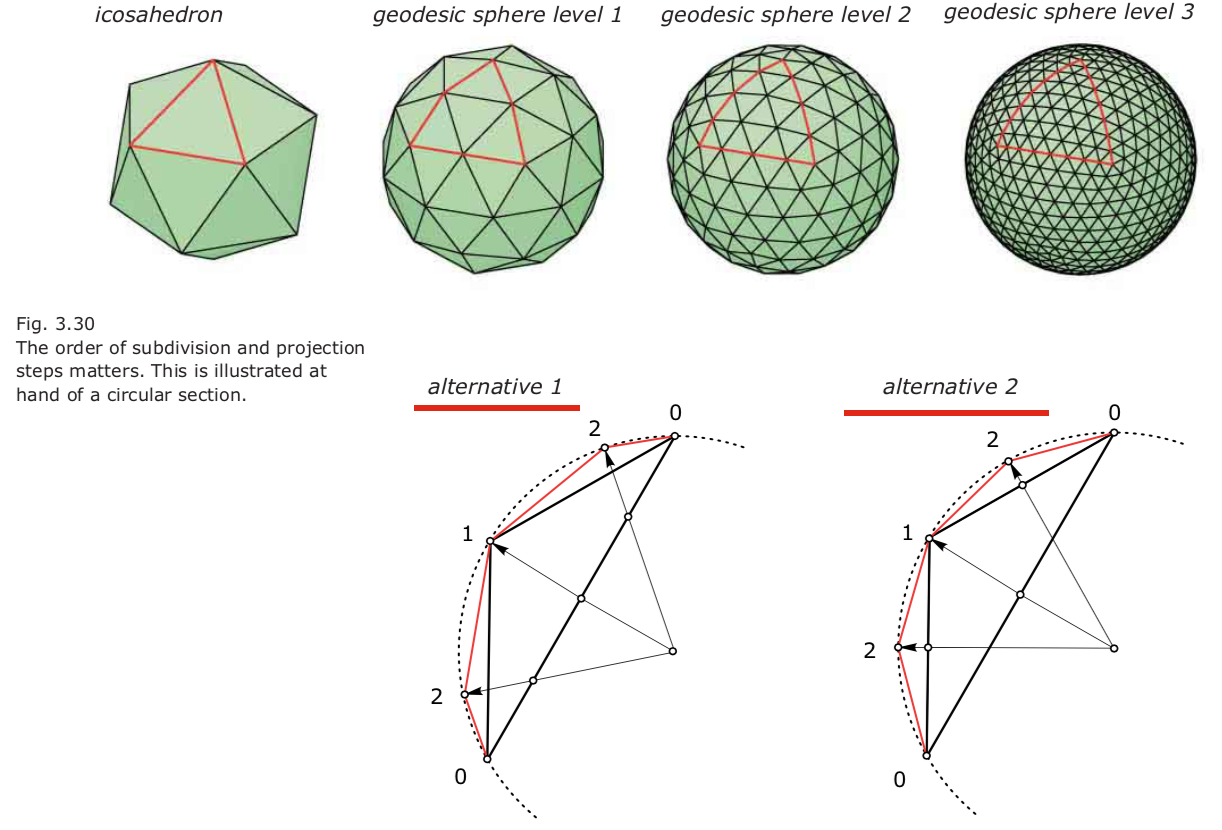 icosahedron
geodesic sphere level 1
geodesic sphere level 2
geodesic sphere level 3
Fig. 3.30
The order of subdivision and projection
steps matters. This is illustrated at
hand of a circular section.
alternative 1
2
0
1
2
0
alternative 2
0
2
1
2
0